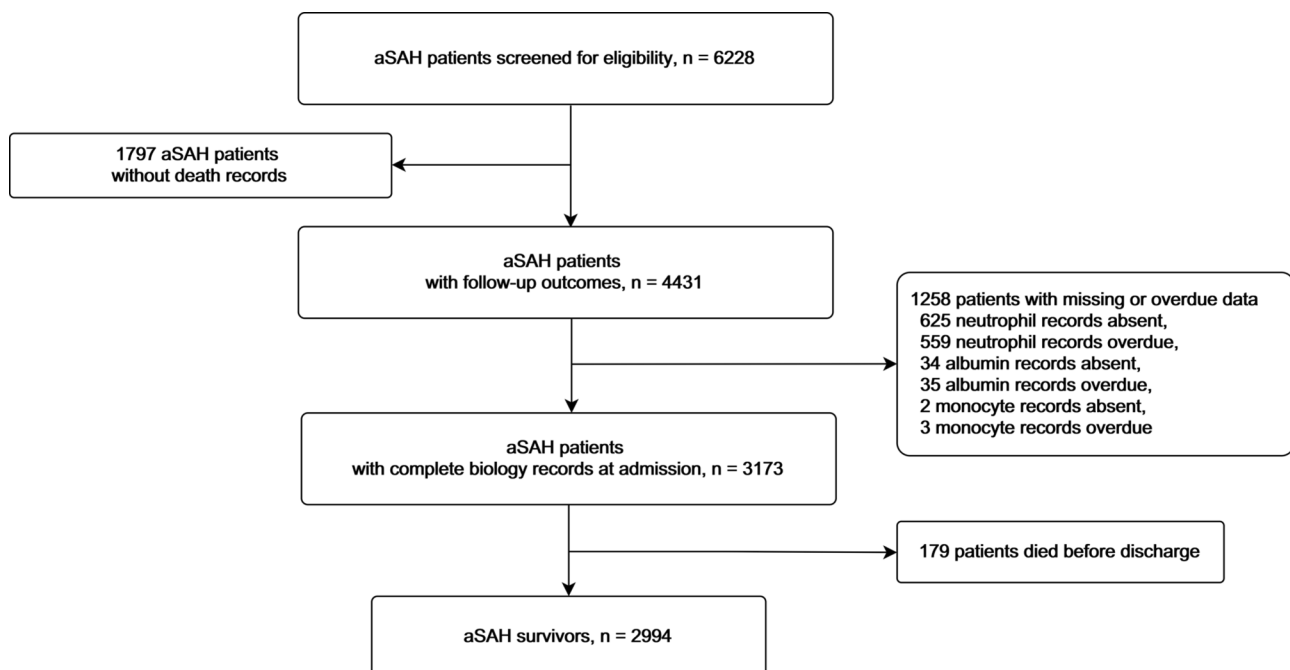 aSAH patients screened for eligibility, n = 6228
1797 aSAH patients
without death records
aSAH patients
with follow-up outcomes, n = 4431
1258 patients with missing or overdue data
625 neutrophil records absent,
559 neutrophil records overdue,
34 albumin records absent,
35 albumin records overdue,
2 monocyte records absent,
3 monocyte records overdue
aSAH patients
with complete biology records at admission, n = 3173
179 patients died before discharge
aSAH survivors, n = 2994